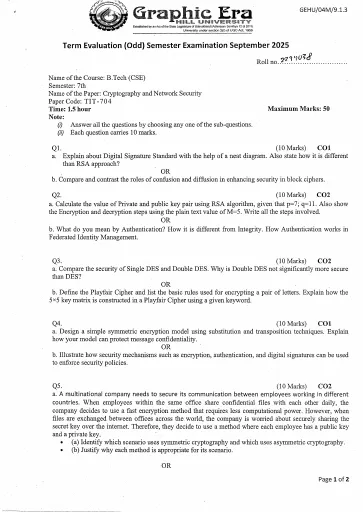 GEHU/04M/9.1.3
Graphic Era
HILL UNIVERSITY
Term Evaluation (Odd) Semester Examination September 2025
Roll no.
Name of the Course: B.Tech (CSE)
Semester: 7th
Name of the Paper: Cryptography and Network Security
Paper Code: TIT-704
Time: 1.5 hour Maximum Marks: 50
Note:
(i) Answer all the questions by choosing any one of the sub-questions.
(ii) Each question carries 10 marks.
Q1. (10 Marks) CO1
a. Explain about Digital Signature Standard with the help of a neat diagram. Also state how it is different
than RSA approach?
OR
b. Compare and contrast the roles of confusion and diffusion in enhancing security in block ciphers.
Q2. (10 Marks) CO2
a. Calculate the value of Private and public key pair using RSA algorithm, given that p=7; q=11. Also show
the Encryption and decryption steps using the plain text value of M=5. Write all the steps involved.
OR
b. What do you mean by Authentication? How it is different from Integrity. How Authentication works in
Federated Identity Management.
Q3. (10 Marks) CO2
a. Compare the security of Single DES and Double DES. Why is Double DES not significantly more secure
than DES?
OR
b. Define the Playfair Cipher and list the basic rules used for encrypting a pair of letters. Explain how the
5×5 key matrix is constructed in a Playfair Cipher using a given keyword.
Q4. (10 Marks) CO1
a. Design a simple symmetric encryption model using substitution and transposition techniques. Explain
how your model can protect message confidentiality.
OR
b. Illustrate how security mechanisms such as encryption, authentication, and digital signatures can be used
to enforce security policies.
Q5. (10 Marks) CO2
a. A multinational company needs to secure its communication between employees working in different
countries. When employees within the same office share confidential files with each other daily, the
company decides to use a fast encryption method that requires less computational power. However, when
files are exchanged between offices across the world, the company is worried about securely sharing the
secret key over the internet. Therefore, they decide to use a method where each employee has a public key
and a private key.
• (a) Identify which scenario uses symmetric cryptography and which uses asymmetric cryptography.
• (b) Justify why each method is appropriate for its scenario.
OR
Page 1 of 2